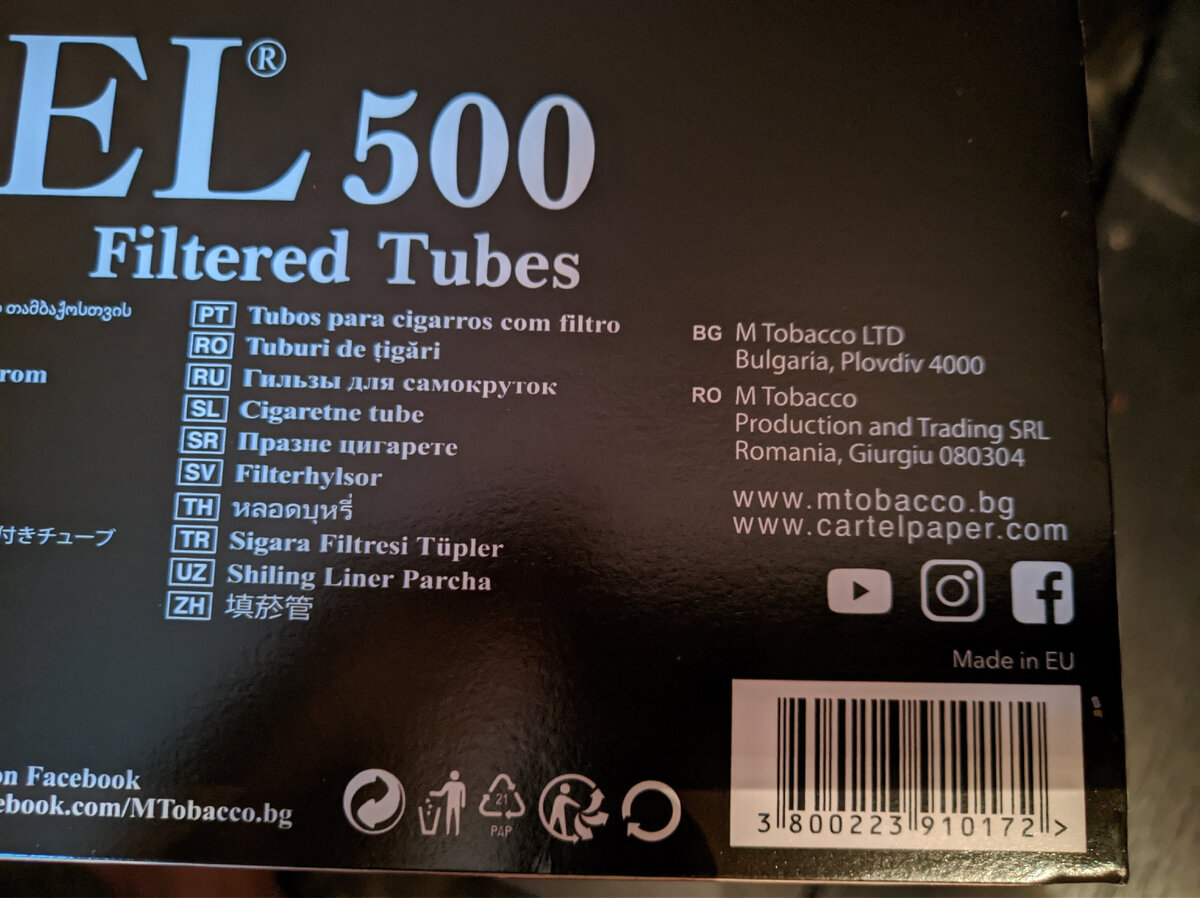 EL® 500
Filtered Tubes
თამბაქოსთვის
rom
付きチューブ
PT Tubos para cigarros com filtro
RO Tuburi de țigări
RU Гильзы для самокруток
SL Cigaretne tube
SR Празне цигарете
SV Filterhylsor
TH หลอดบุหรี่
TR Sigara Filtresi Tüpler
UZ Shiling Liner Parcha
ZH 填菸管
BG M Tobacco LTD
Bulgaria, Plovdiv 4000
RO M Tobacco
Production and Trading SRL
Romania, Giurgiu 080304
www.mtobacco.bg
www.cartelpaper.com
Made in EU
on Facebook
ebook.com/MTobacco.bg
21
PAP
3 800223 910172 >